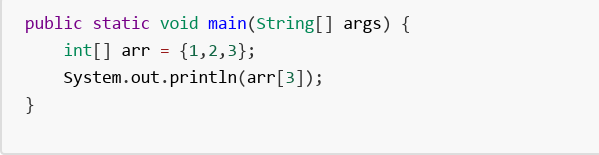 public static void main(String[] args) {
    int[] arr = {1,2,3};
    System.out.println(arr[3]);
}